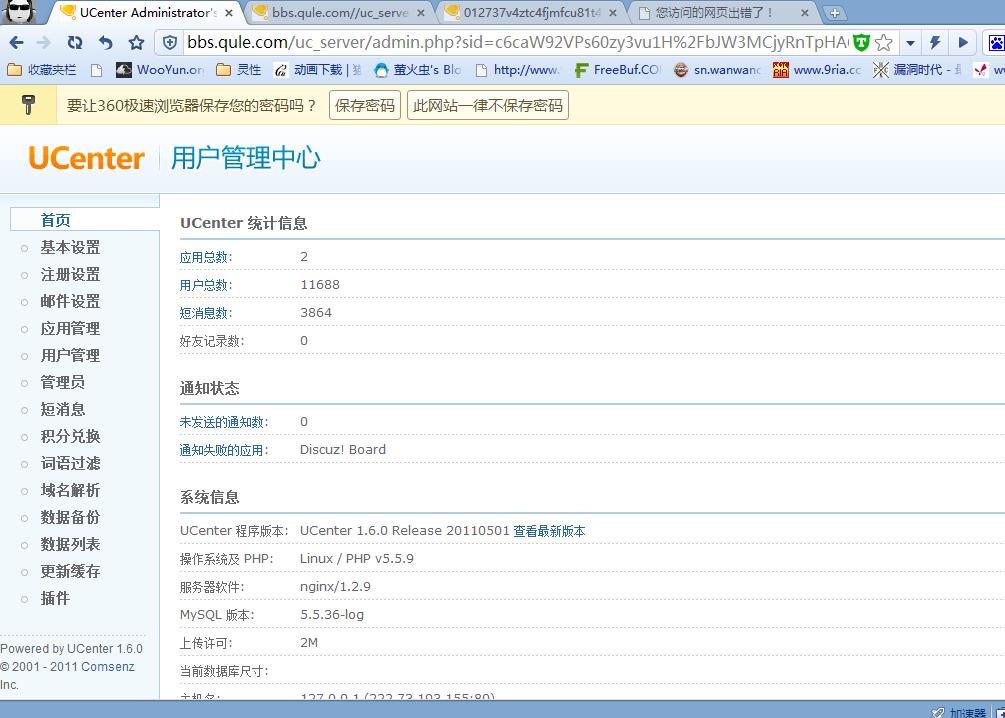 UCenter Administrator's
bbs.qule.com//uc_serve
012737v4ztc4fjmfcu81t4
您访问的网页出错了！
bbs.qule.com/uc_server/admin.php?sid=c6caW92VPs60zy3vu1H%2FbJW3MCjyRnTpHA
收藏夹栏
WooYun.or
灵性
动画下载 |
萤火虫's Blo
http://www.
FreeBuf.CO
sn.wanwanc
www.9ria.cc
漏洞时代 -
要让360极速浏览器保存您的密码吗？
保存密码
此网站一律不保存密码
UCenter
用户管理中心
首页
基本设置
注册设置
邮件设置
应用管理
用户管理
管理员
短消息
积分兑换
词语过滤
域名解析
数据备份
数据列表
更新缓存
插件
Powered by UCenter 1.6.0
© 2001 - 2011 Comsenz
Inc.
UCenter 统计信息
应用总数: 2
用户总数: 11688
短消息数: 3864
好友记录数: 0
通知状态
未发送的通知数: 0
通知失败的应用: Discuz! Board
系统信息
UCenter 程序版本: UCenter 1.6.0 Release 20110501 查看最新版本
操作系统及 PHP: Linux / PHP v5.5.9
服务器软件: nginx/1.2.9
MySQL 版本: 5.5.36-log
上传许可: 2M
当前数据库尺寸:
主机名: 127.0.0.1 (222.73.193.155:80)
加速器